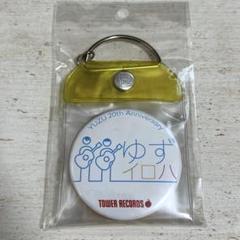 YUZU 20th Anniversary
ゆず
イロハ
TOWER RECORDS